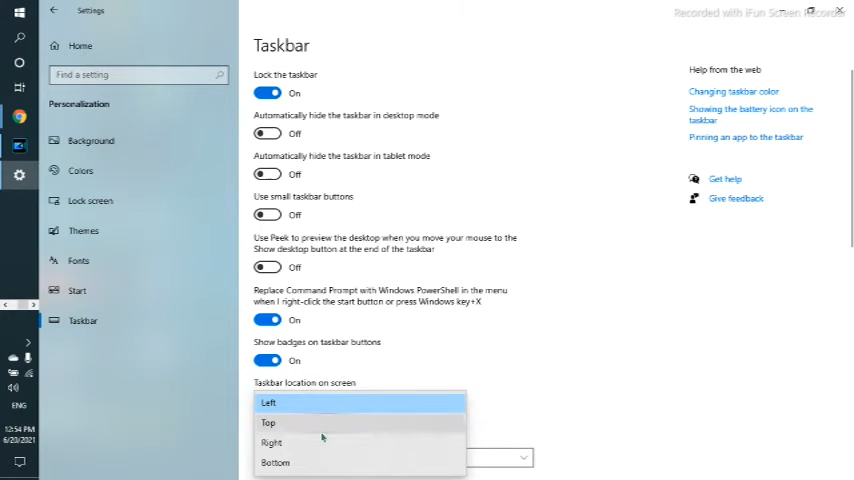 Settings
Recorded with iFun Screen Recorder
Home
Find a setting
Personalization
Background
Colors
Lock screen
Themes
Fonts
Start
Taskbar
ENG
12:54 PM
6/20/2021
Taskbar
Lock the taskbar
On
Automatically hide the taskbar in desktop mode
Off
Automatically hide the taskbar in tablet mode
Off
Use small taskbar buttons
Off
Use Peek to preview the desktop when you move your mouse to the
Show desktop button at the end of the taskbar
Off
Replace Command Prompt with Windows PowerShell in the menu
when I right-click the start button or press Windows key+X
On
Show badges on taskbar buttons
On
Taskbar location on screen
Left
Top
Right
Bottom
Help from the web
Changing taskbar color
Showing the battery icon on the
taskbar
Pinning an app to the taskbar
Get help
Give feedback